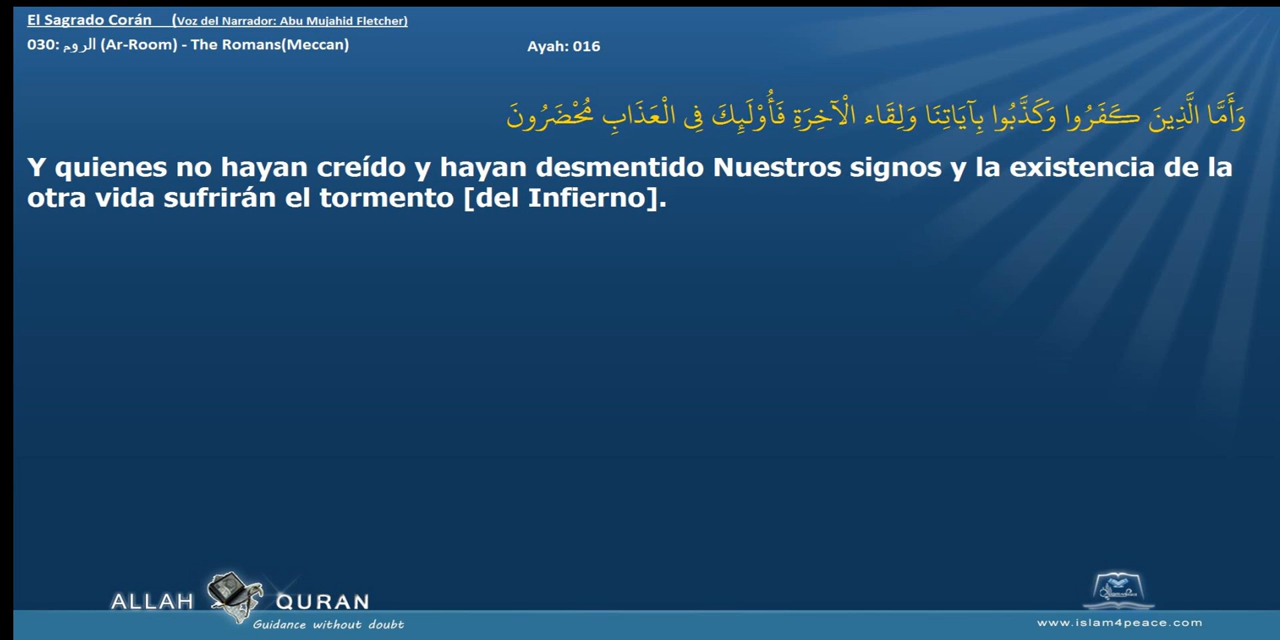 El Sagrado Corán (Voz del Narrador: Abu Mujahid Fletcher)
030: الروم (Ar-Room) - The Romans(Meccan) Ayah: 016
وَأَمَّا الَّذِينَ كَفَرُوا وَكَذَّبُوا بِآيَاتِنَا وَلِقَاء الْآخِرَةِ فَأُوْلَئِكَ فِي الْعَذَابِ مُحْضَرُونَ
Y quienes no hayan creído y hayan desmentido Nuestros signos y la existencia de la
otra vida sufrirán el tormento [del Infierno].
ALLAH QURAN
Guidance without doubt
www.islam4peace.com